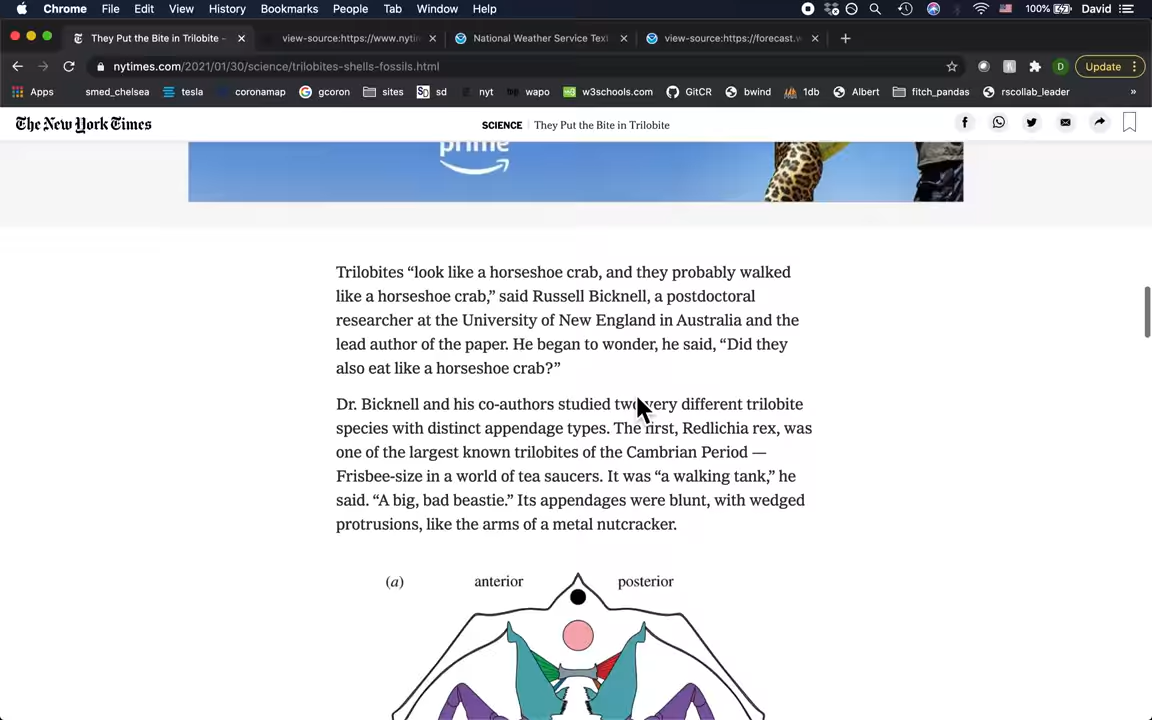 Chrome File Edit View History Bookmarks People Tab Window Help 100% David
They Put the Bite in Trilobite - view-source:https://www.nytin National Weather Service Text view-source:https://forecast.w
nytimes.com/2021/01/30/science/trilobites-shells-fossils.html D Update
Apps smed_chelsea tesla coronamap gcoron sites sd nyt wapo w3schools.com GitCR bwind 1db Albert fitch_pandas rscollab_leader »
The New York Times SCIENCE They Put the Bite in Trilobite
prime
Trilobites “look like a horseshoe crab, and they probably walked
like a horseshoe crab,” said Russell Bicknell, a postdoctoral
researcher at the University of New England in Australia and the
lead author of the paper. He began to wonder, he said, “Did they
also eat like a horseshoe crab?”
Dr. Bicknell and his co-authors studied two very different trilobite
species with distinct appendage types. The first, Redlichia rex, was
one of the largest known trilobites of the Cambrian Period —
Frisbee-size in a world of tea saucers. It was “a walking tank,” he
said. “A big, bad beastie.” Its appendages were blunt, with wedged
protrusions, like the arms of a metal nutcracker.
(a) anterior posterior